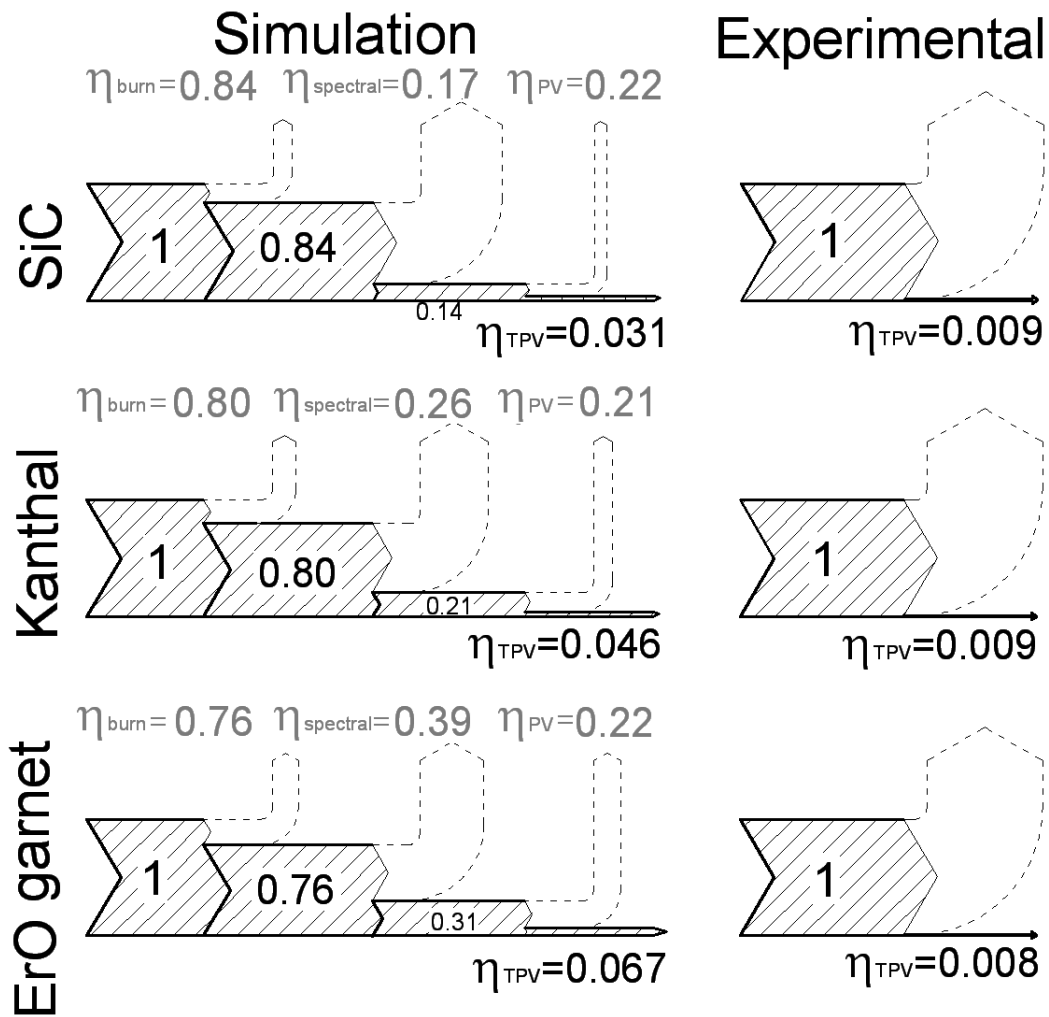 Simulation
Experimental
ηburn=0.84 ηspectral=0.17 ηPV=0.22
SiC
1
0.84
0.14
ηTPV=0.031
1
ηTPV=0.009
ηburn=0.80 ηspectral=0.26 ηPV=0.21
Kanthal
1
0.80
0.21
ηTPV=0.046
1
ηTPV=0.009
ηburn=0.76 ηspectral=0.39 ηPV=0.22
ErO garnet
1
0.76
0.31
ηTPV=0.067
1
ηTPV=0.008